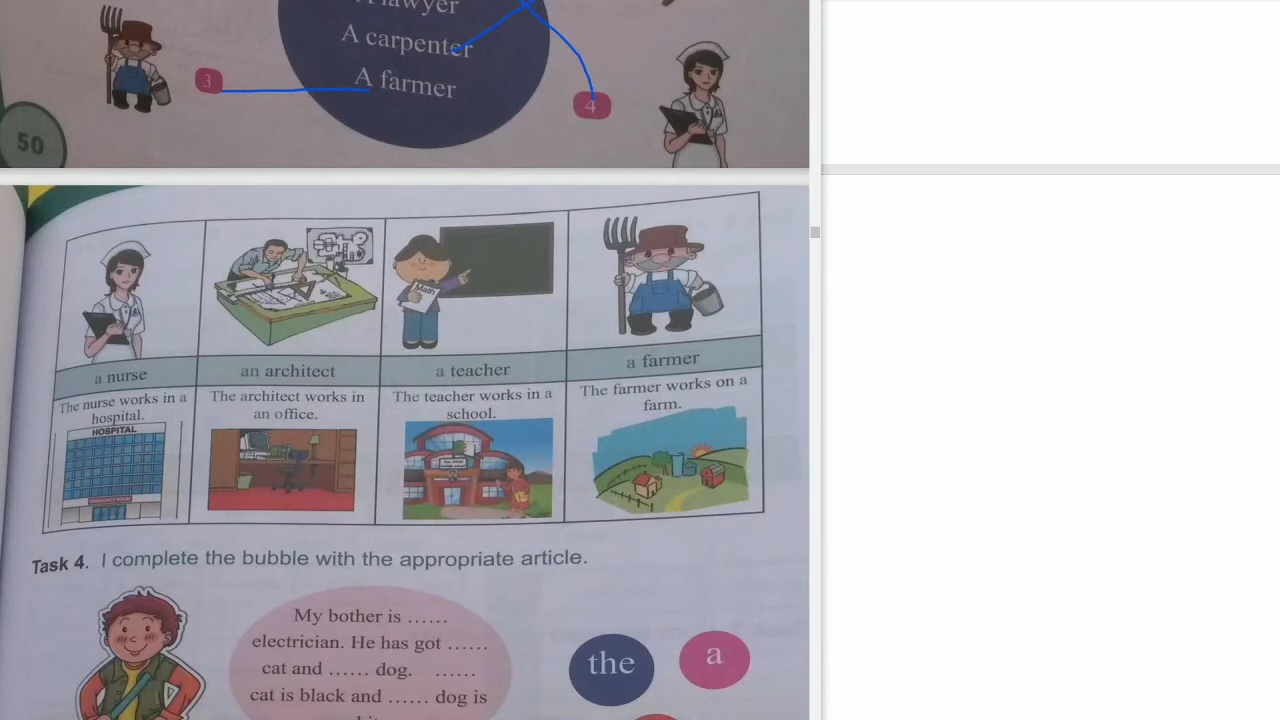 A lawyer
A carpenter
A farmer
3
4
50
Math
a nurse
an architect
a teacher
a farmer
The nurse works in a
hospital.
The architect works in
an office.
The teacher works in a
school.
The farmer works on a
farm.
HOSPITAL
Task 4. I complete the bubble with the appropriate article.
My bother is ......
electrician. He has got ......
cat and ...... dog. ......
cat is black and ...... dog is
the
a